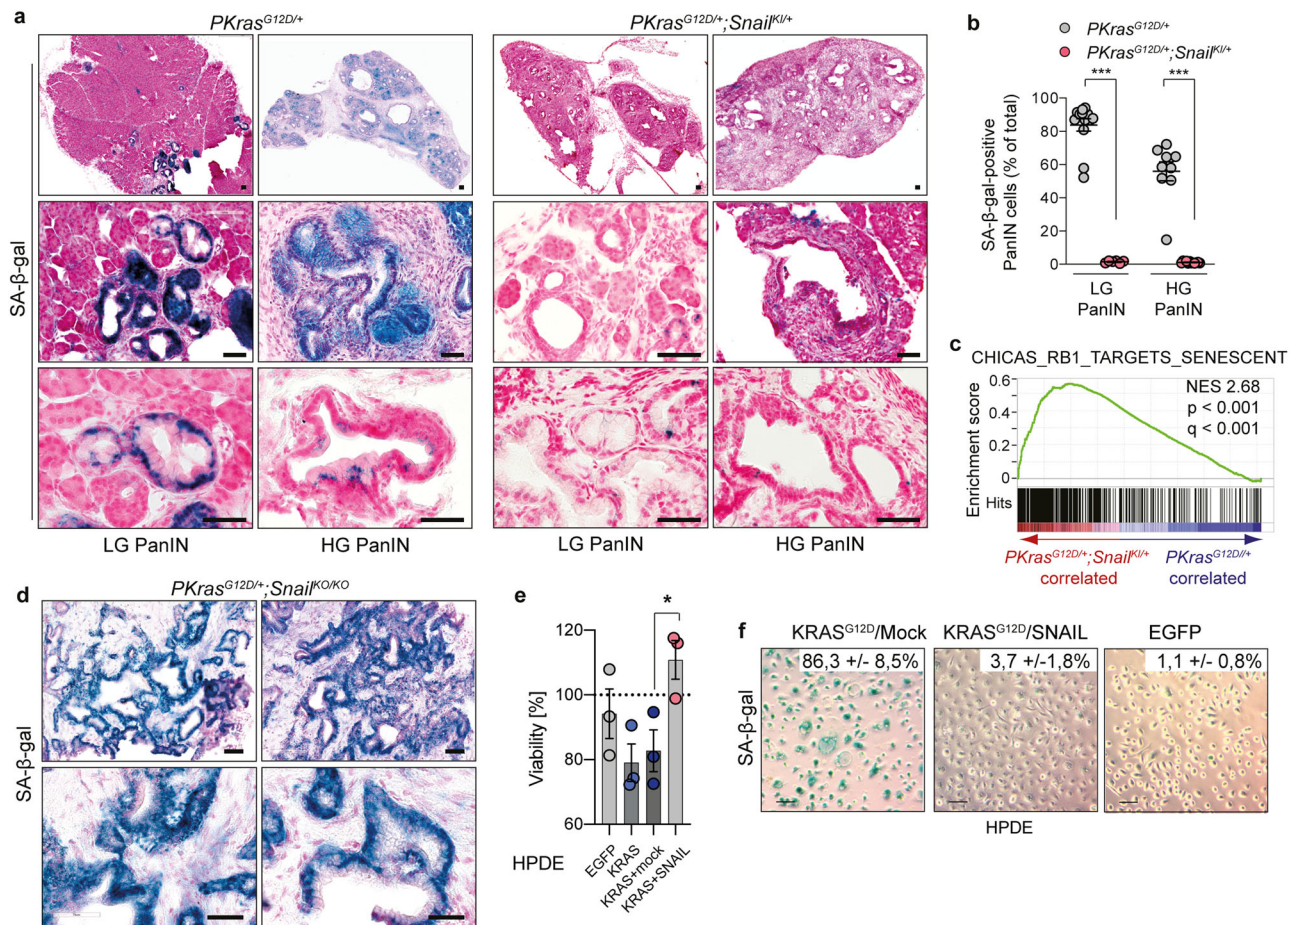 a
PKras^G12D/+
PKras^G12D/+;Snail^KI/+
SA-β-gal
LG PanIN
HG PanIN
LG PanIN
HG PanIN
b
PKras^G12D/+
PKras^G12D/+;Snail^KI/+
***
***
SA-β-gal-positive
PanIN cells (% of total)
100
80
60
40
20
0
LG
PanIN
HG
PanIN
c
CHICAS_RB1_TARGETS_SENESCENT
NES 2.68
p < 0.001
q < 0.001
Enrichment score
0.6
0.4
0.2
0
Hits
PKras^G12D/+;Snail^KI/+
correlated
PKras^G12D//+
correlated
d
PKras^G12D/+;Snail^KO/KO
SA-β-gal
e
*
Viability [%]
120
100
80
60
HPDE
EGFP
KRAS
KRAS+mock
KRAS+SNAIL
f
KRAS^G12D/Mock
KRAS^G12D/SNAIL
EGFP
86,3 +/- 8,5%
3,7 +/-1,8%
1,1 +/- 0,8%
SA-β-gal
HPDE